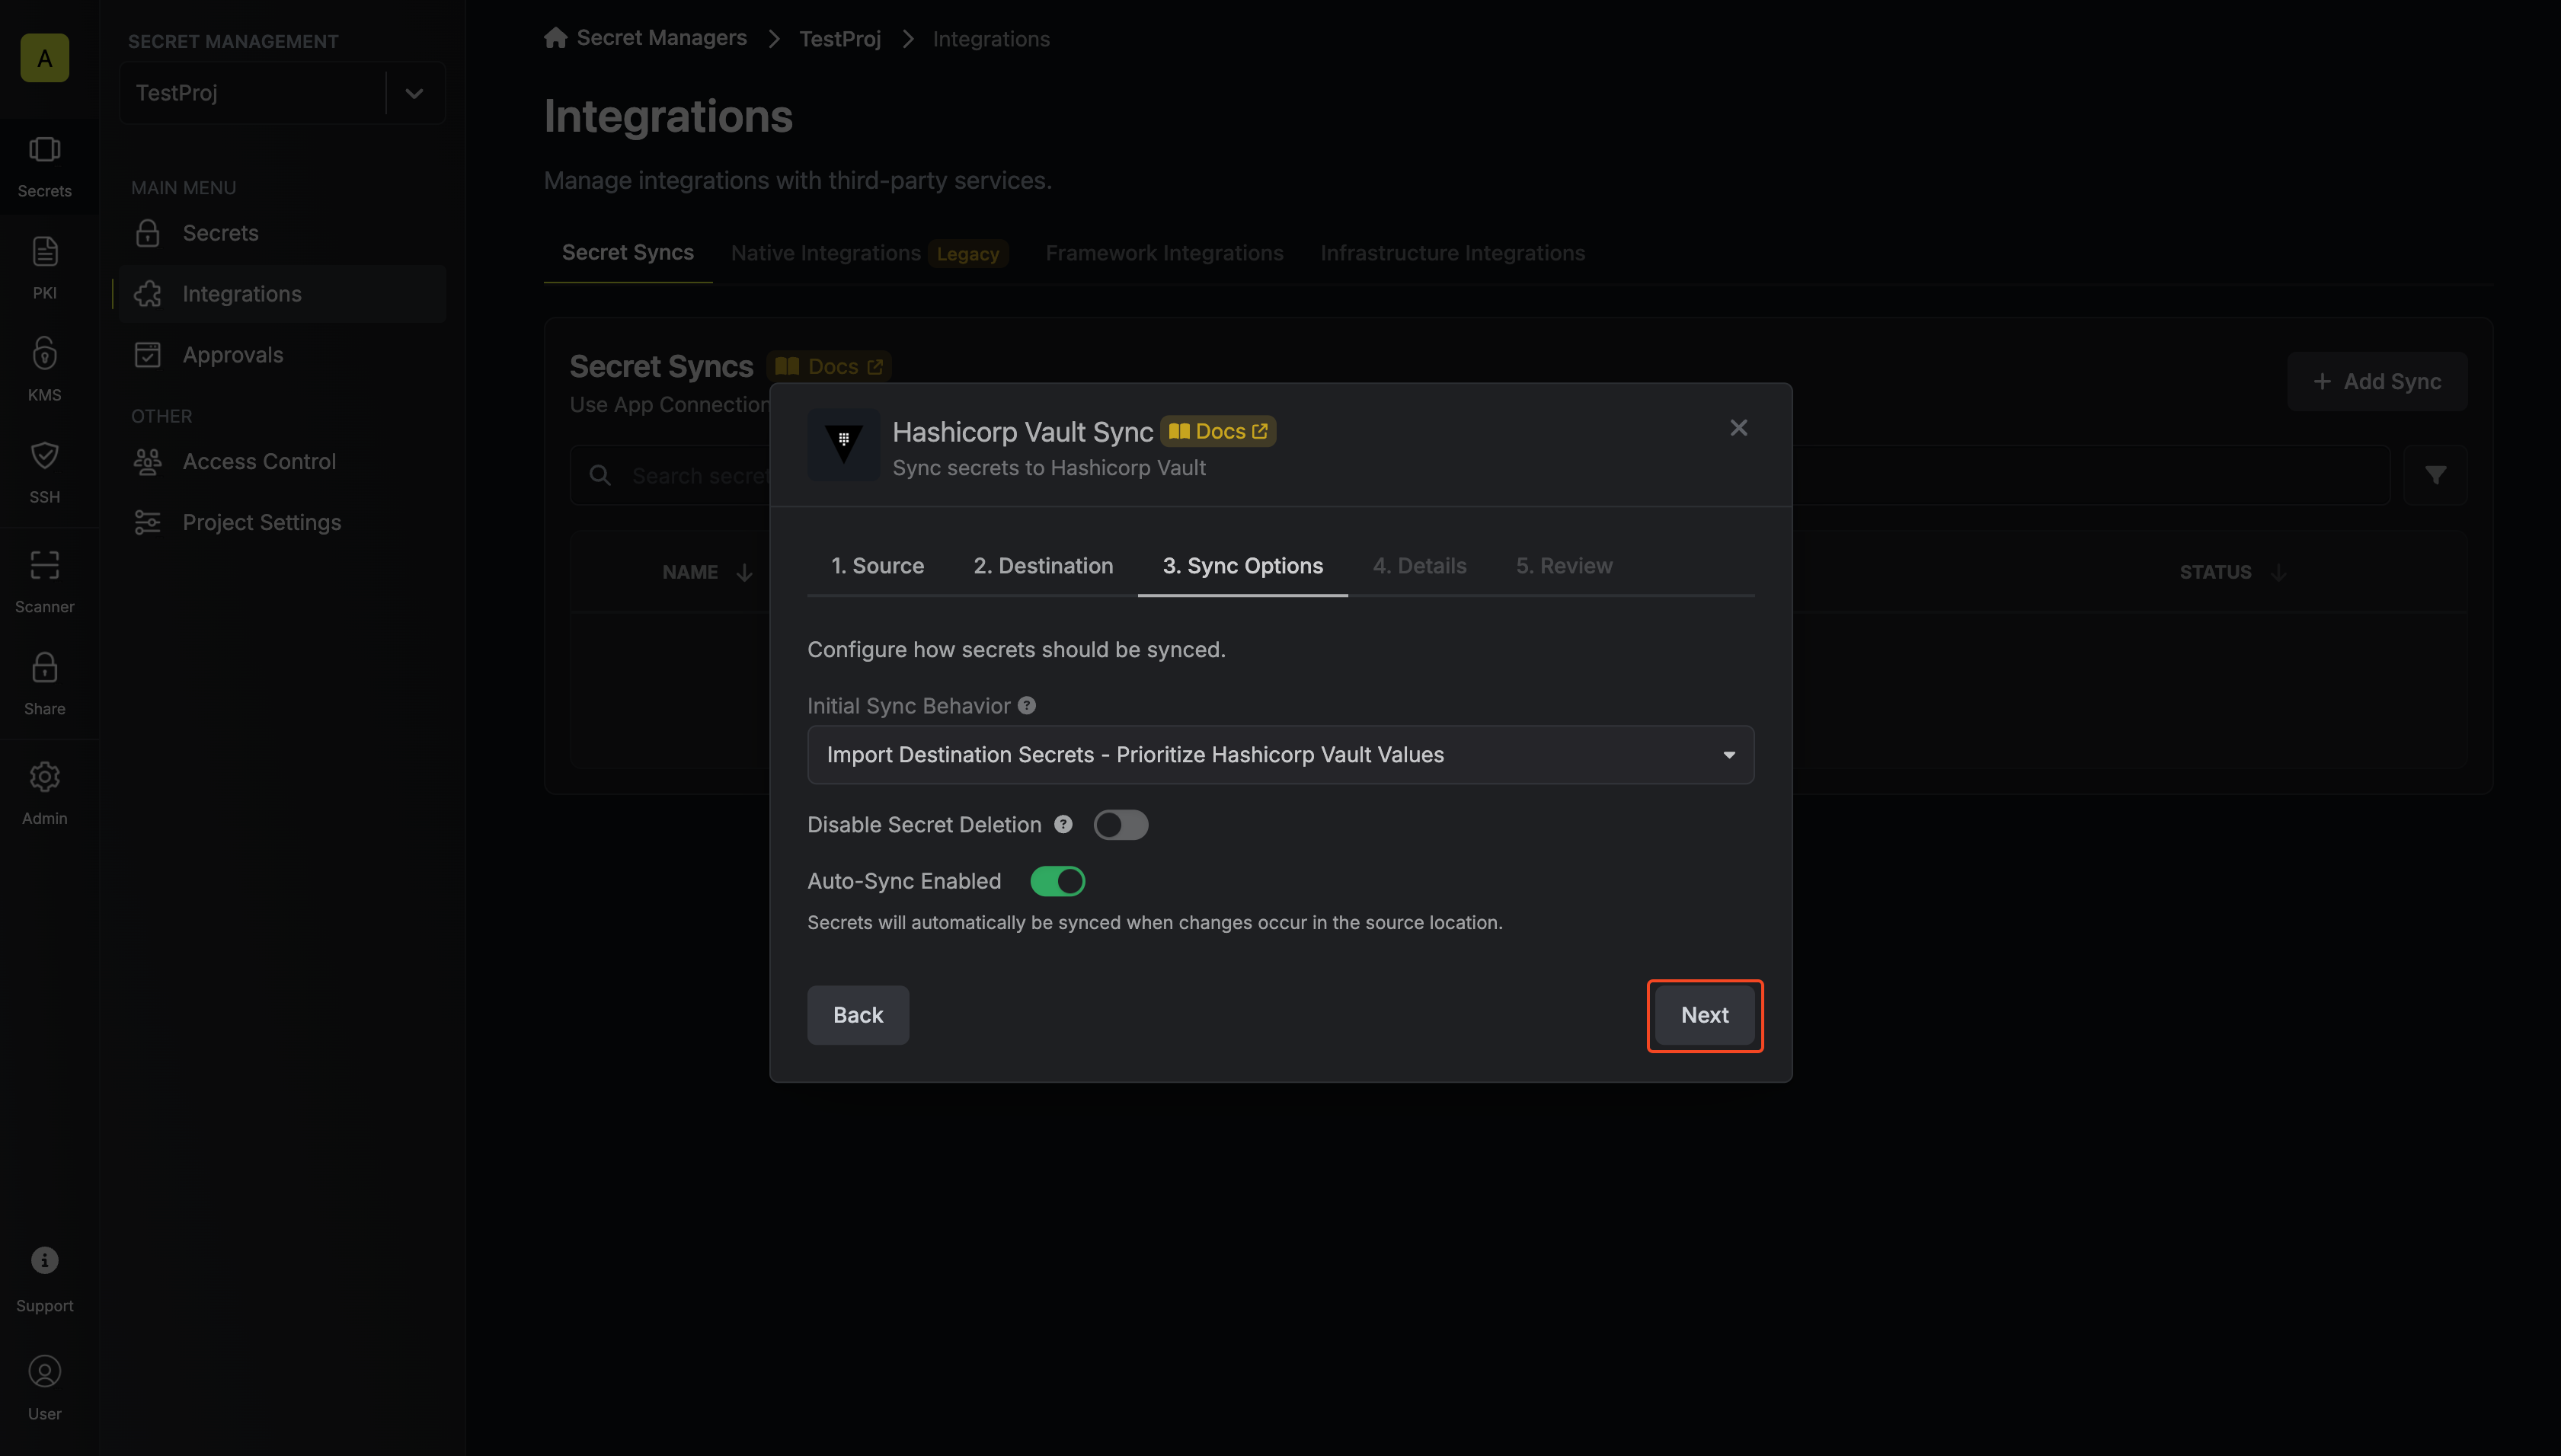 A
Secrets
PKI
KMS
SSH
Scanner
Share
Admin
Support
User
SECRET MANAGEMENT
TestProj
MAIN MENU
Secrets
Integrations
Approvals
OTHER
Access Control
Project Settings
Secret Managers > TestProj > Integrations
Integrations
Manage integrations with third-party services.
Secret Syncs Native Integrations Legacy Framework Integrations Infrastructure Integrations
Secret Syncs Docs
Use App Connection
+ Add Sync
Search secret
NAME
STATUS
Hashicorp Vault Sync Docs
Sync secrets to Hashicorp Vault
1. Source 2. Destination 3. Sync Options 4. Details 5. Review
Configure how secrets should be synced.
Initial Sync Behavior
Import Destination Secrets - Prioritize Hashicorp Vault Values
Disable Secret Deletion
Auto-Sync Enabled
Secrets will automatically be synced when changes occur in the source location.
Back
Next